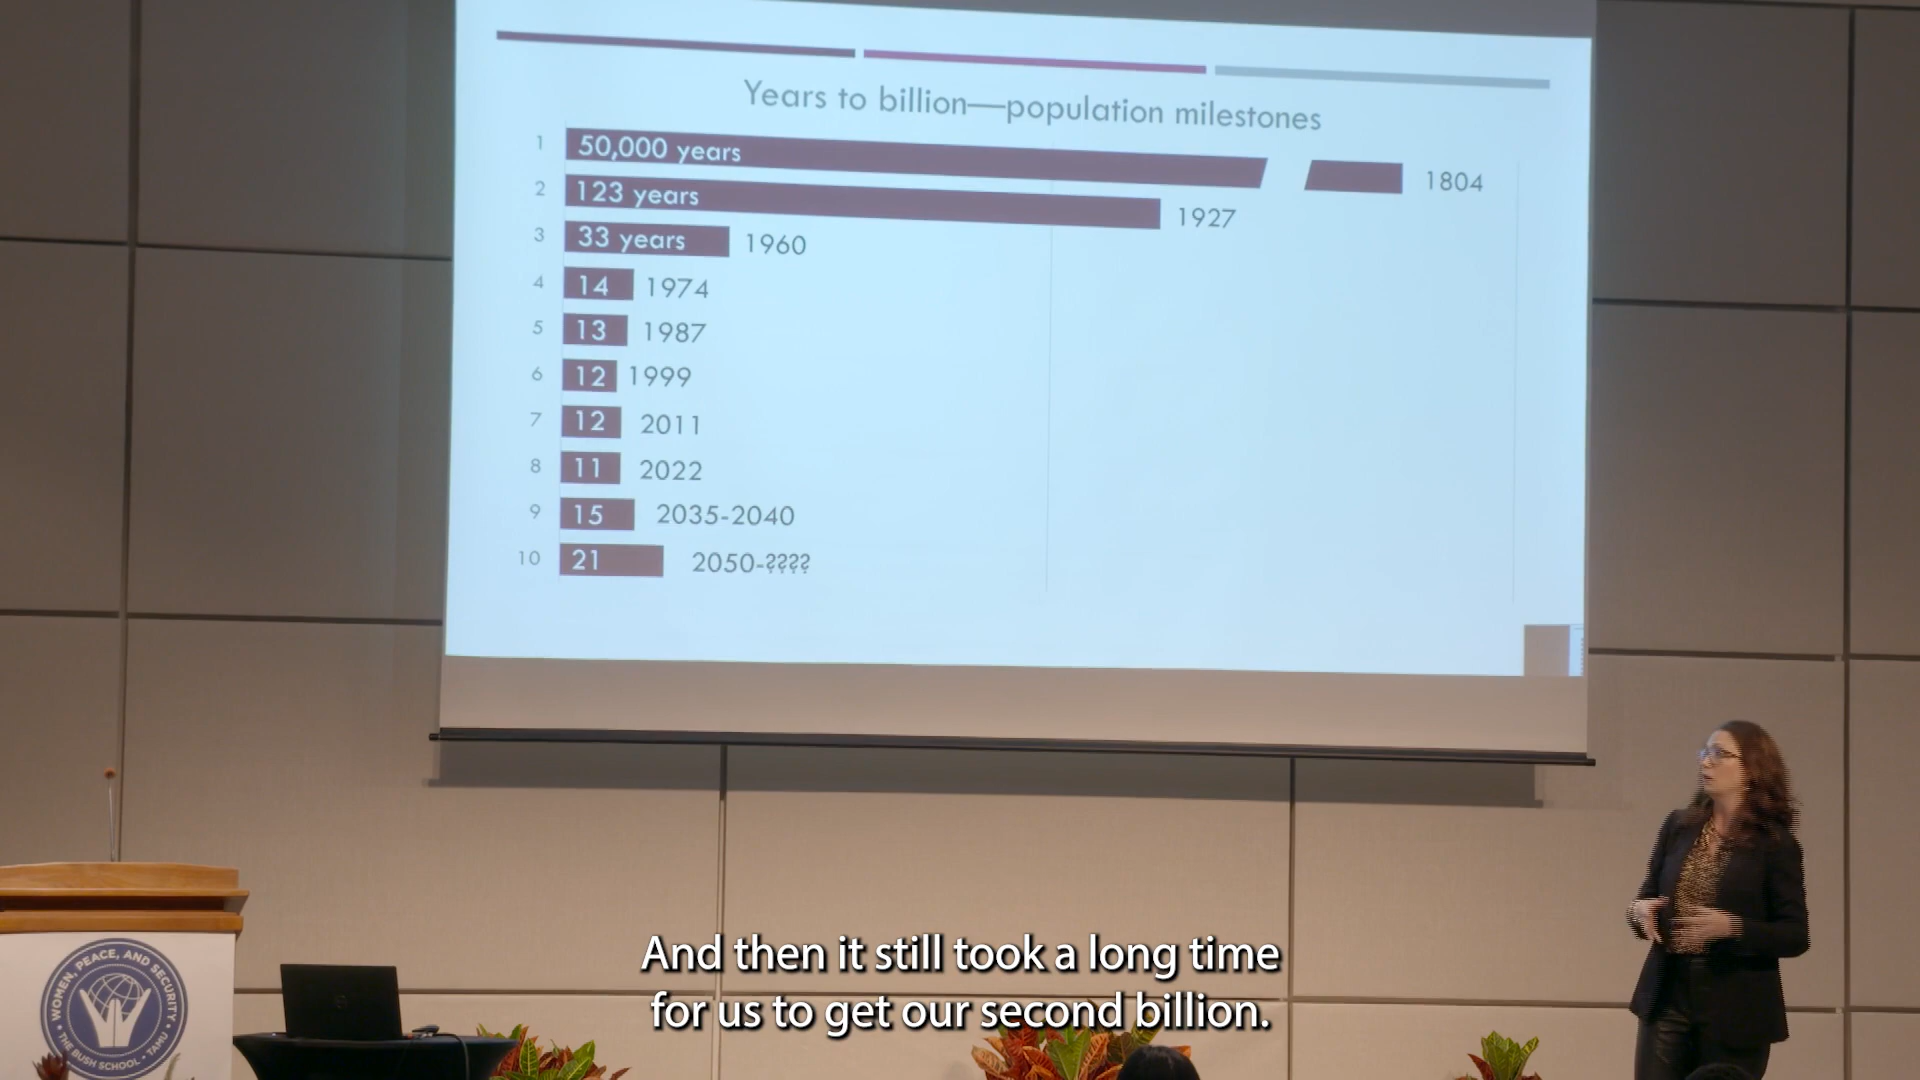 Years to billion—population milestones
1 50,000 years 1804
2 123 years 1927
3 33 years 1960
4 14 1974
5 13 1987
6 12 1999
7 12 2011
8 11 2022
9 15 2035-2040
10 21 2050-????
WOMEN, PEACE, AND SECURITY
THE BUSH SCHOOL • TAMU
And then it still took a long time
for us to get our second billion.